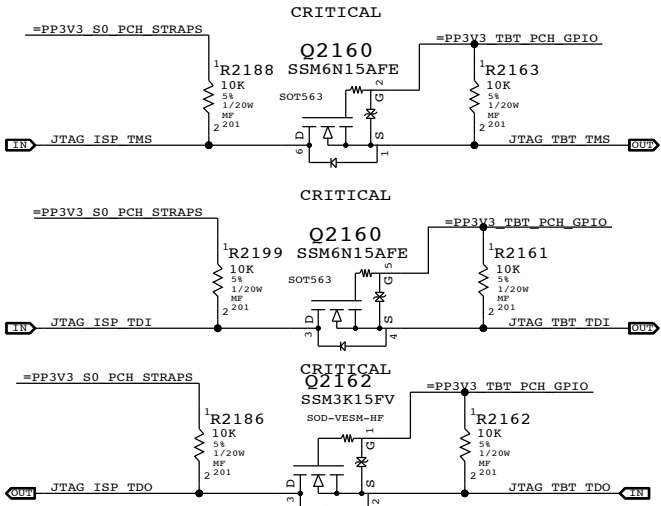 CRITICAL
=PP3V3_S0_PCH_STRAPS
Q2160
=PP3V3_TBT_PCH_GPIO
SSM6N15AFE
1 R2188
10K
5%
1/20W
MF
2 201
SOT563
G 2
1 R2163
10K
5%
1/20W
MF
2 201
IN
JTAG_ISP_TMS
6 D
S 1
JTAG_TBT_TMS
OUT
CRITICAL
=PP3V3_S0_PCH_STRAPS
Q2160
=PP3V3_TBT_PCH_GPIO
SSM6N15AFE
1 R2199
10K
5%
1/20W
MF
2 201
SOT563
G 5
1 R2161
10K
5%
1/20W
MF
2 201
IN
JTAG_ISP_TDI
3 D
S 4
JTAG_TBT_TDI
OUT
CRITICAL
=PP3V3_S0_PCH_STRAPS
Q2162
=PP3V3_TBT_PCH_GPIO
SSM3K15FV
1 R2186
10K
5%
1/20W
MF
2 201
SOD-VESM-HF
G 1
1 R2162
10K
5%
1/20W
MF
2 201
OUT
JTAG_ISP_TDO
3 D
S 2
JTAG_TBT_TDO
IN